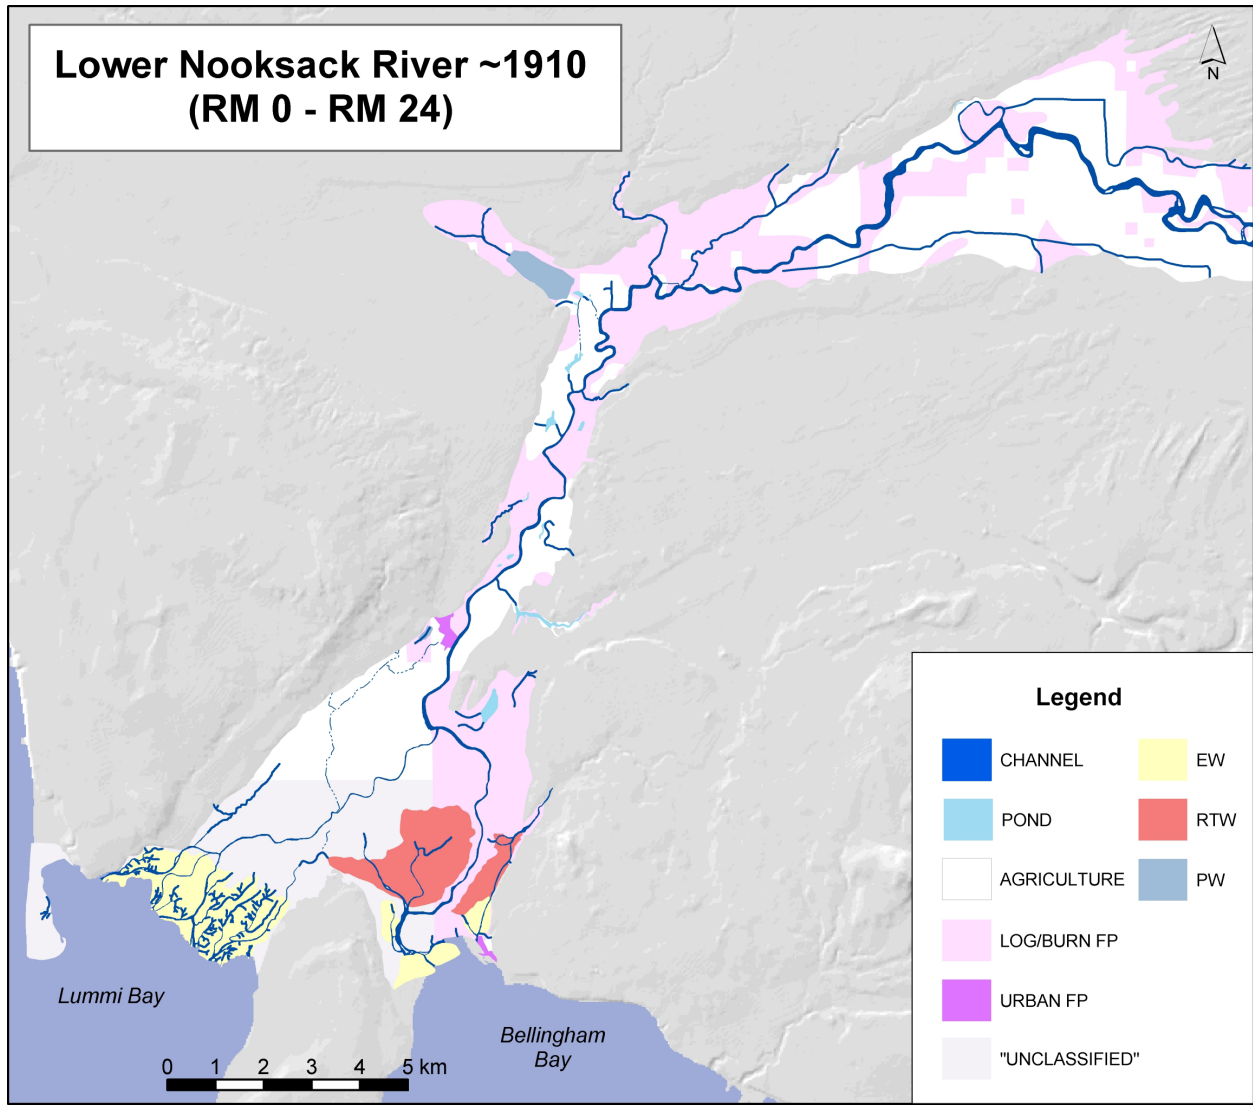 Lower Nooksack River ~1910
(RM 0 - RM 24)
N
Legend
CHANNEL
EW
POND
RTW
AGRICULTURE
PW
LOG/BURN FP
URBAN FP
"UNCLASSIFIED"
Lummi Bay
Bellingham
Bay
0 1 2 3 4 5 km